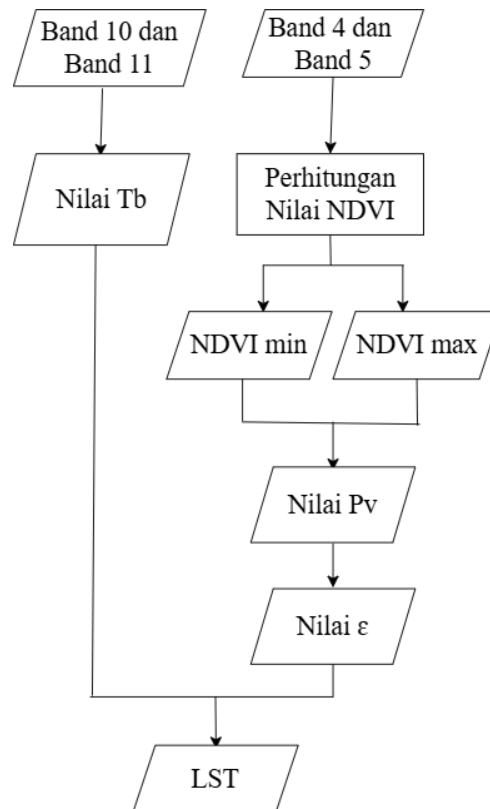 Band 10 dan
Band 11
Band 4 dan
Band 5
Nilai Tb
Perhitungan
Nilai NDVI
NDVI min
NDVI max
Nilai Pv
Nilai ε
LST